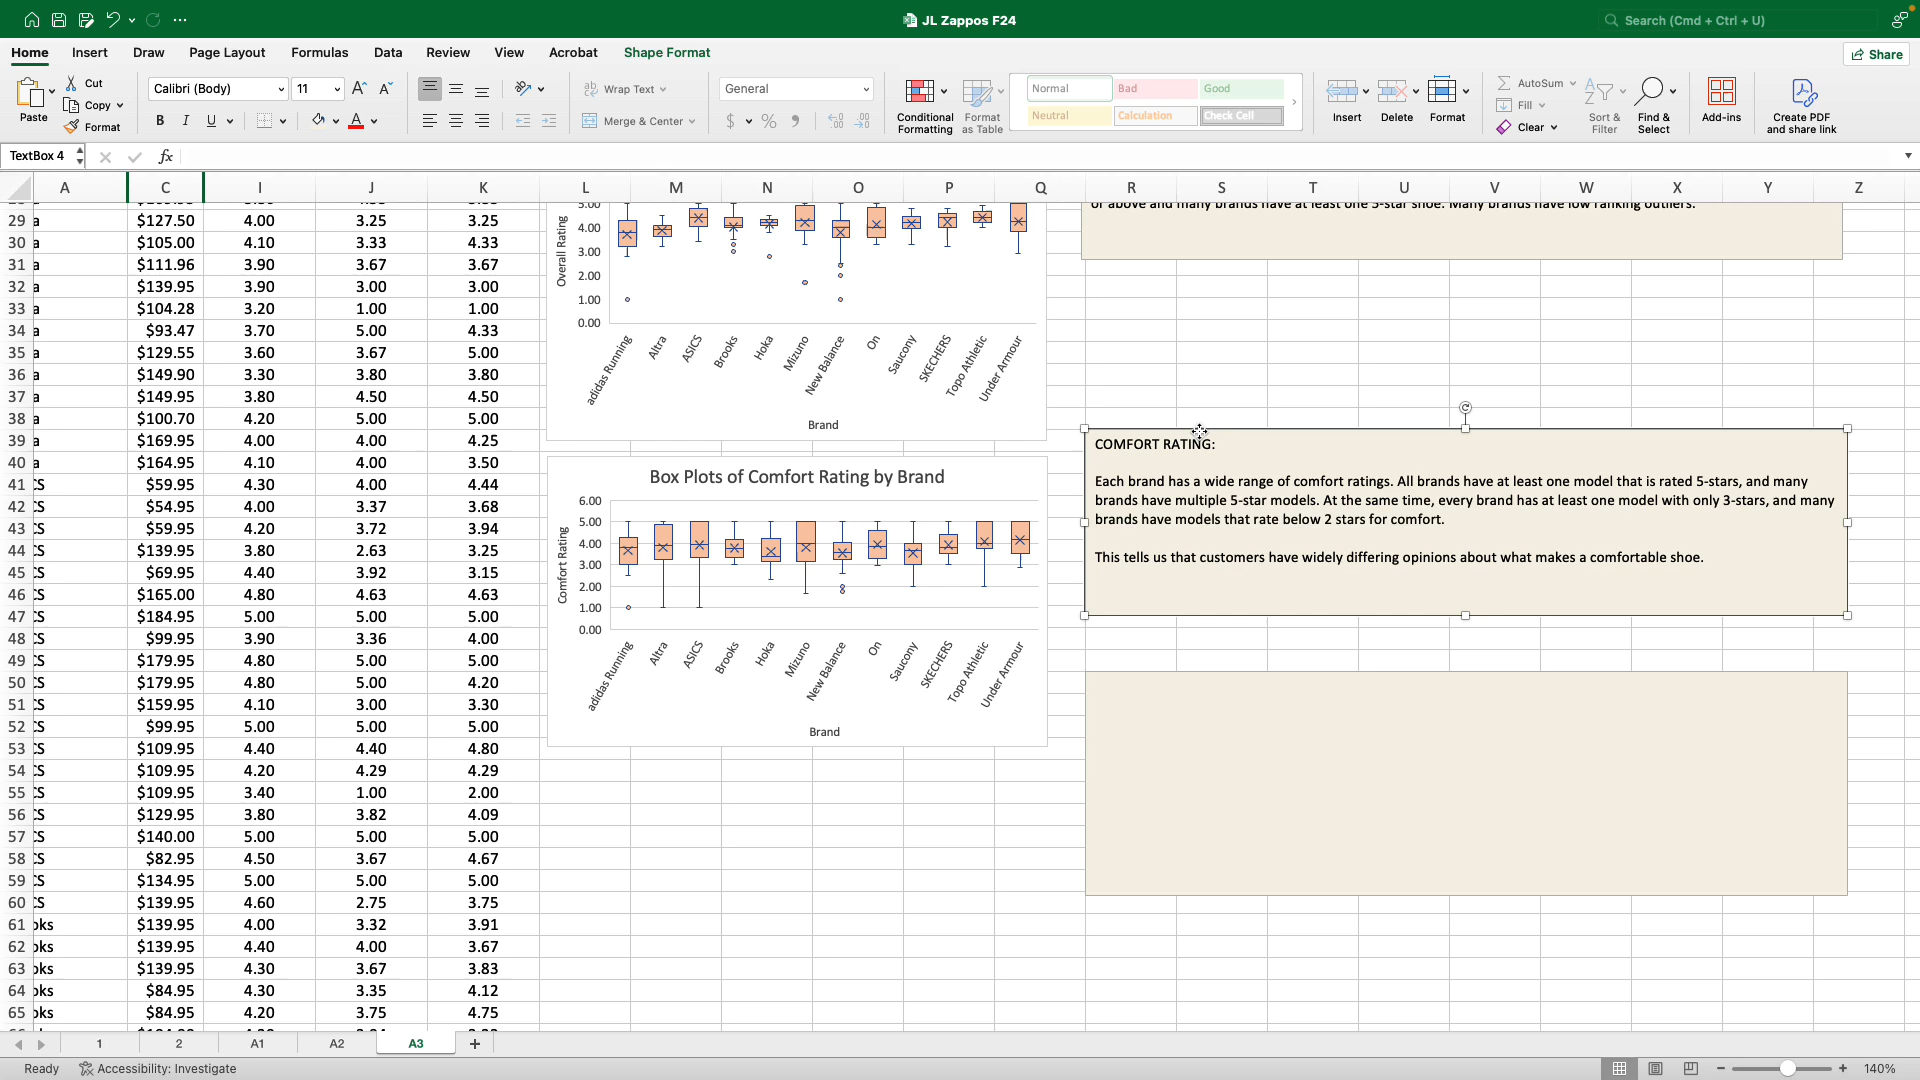 JL Zappos F24
Search (Cmd + Ctrl + U)
Home Insert Draw Page Layout Formulas Data Review View Acrobat Shape Format
Share
Paste
Cut
Copy
Format
Calibri (Body) 11
B I U
Wrap Text
Merge & Center
General
$ % 9
Conditional Formatting
Format as Table
Normal Bad Good
Neutral Calculation Check Cell
Insert Delete Format
AutoSum
Fill
Clear
Sort & Filter
Find & Select
Add-ins
Create PDF and share link
TextBox 4
fx
A C I J K L M N O P Q R S T U V W X Y Z
29 a $127.50 4.00 3.25 3.25
30 a $105.00 4.10 3.33 4.33
31 a $111.96 3.90 3.67 3.67
32 a $139.95 3.90 3.00 3.00
33 a $104.28 3.20 1.00 1.00
34 a $93.47 3.70 5.00 4.33
35 a $129.55 3.60 3.67 5.00
36 a $149.90 3.30 3.80 3.80
37 a $149.95 3.80 4.50 4.50
38 a $100.70 4.20 5.00 5.00
39 a $169.95 4.00 4.00 4.25
40 a $164.95 4.10 4.00 3.50
41 CS $59.95 4.30 4.00 4.44
42 CS $54.95 4.00 3.37 3.68
43 CS $59.95 4.20 3.72 3.94
44 CS $139.95 3.80 2.63 3.25
45 CS $69.95 4.40 3.92 3.15
46 CS $165.00 4.80 4.63 4.63
47 CS $184.95 5.00 5.00 5.00
48 CS $99.95 3.90 3.36 4.00
49 CS $179.95 4.80 5.00 5.00
50 CS $179.95 4.80 5.00 4.20
51 CS $159.95 4.10 3.00 3.30
52 CS $99.95 5.00 5.00 5.00
53 CS $109.95 4.40 4.40 4.80
54 CS $109.95 4.20 4.29 4.29
55 CS $109.95 3.40 1.00 2.00
56 CS $129.95 3.80 3.82 4.09
57 CS $140.00 5.00 5.00 5.00
58 CS $82.95 4.50 3.67 4.67
59 CS $134.95 5.00 5.00 5.00
60 CS $139.95 4.60 2.75 3.75
61 oks $139.95 4.00 3.32 3.91
62 oks $139.95 4.40 4.00 3.67
63 oks $139.95 4.30 3.67 3.83
64 oks $84.95 4.30 3.35 4.12
65 oks $84.95 4.20 3.75 4.75
Overall Rating
5.00
4.00
3.00
2.00
1.00
0.00
adidas Running Altra ASICS Brooks Hoka Mizuno New Balance On Saucony SKECHERS Topo Athletic Under Armour
Brand
Box Plots of Comfort Rating by Brand
Comfort Rating
6.00
5.00
4.00
3.00
2.00
1.00
0.00
adidas Running Altra ASICS Brooks Hoka Mizuno New Balance On Saucony SKECHERS Topo Athletic Under Armour
Brand
or above and many brands have at least one 5-star shoe. Many brands have low ranking outliers.
COMFORT RATING:
Each brand has a wide range of comfort ratings. All brands have at least one model that is rated 5-stars, and many
brands have multiple 5-star models. At the same time, every brand has at least one model with only 3-stars, and many
brands have models that rate below 2 stars for comfort.
This tells us that customers have widely differing opinions about what makes a comfortable shoe.
1 2 A1 A2 A3 +
Ready Accessibility: Investigate
140%